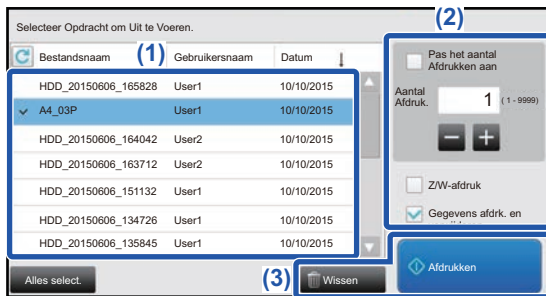 (2)
Selecteer Opdracht om Uit te Voeren.
Bestandsnaam (1) Gebruikersnaam Datum
HDD_20150606_165828 User1 10/10/2015
A4_03P User1 10/10/2015
HDD_20150606_164042 User2 10/10/2015
HDD_20150606_163712 User2 10/10/2015
HDD_20150606_151132 User1 10/10/2015
HDD_20150606_134726 User1 10/10/2015
HDD_20150606_135845 User1 10/10/2015
Pas het aantal
Afdrukken aan
Aantal
Afdruk.
1 (1 - 9999)
Z/W-afdruk
Gegevens afdrk. en
Alles select.
(3) Wissen
Afdrukken